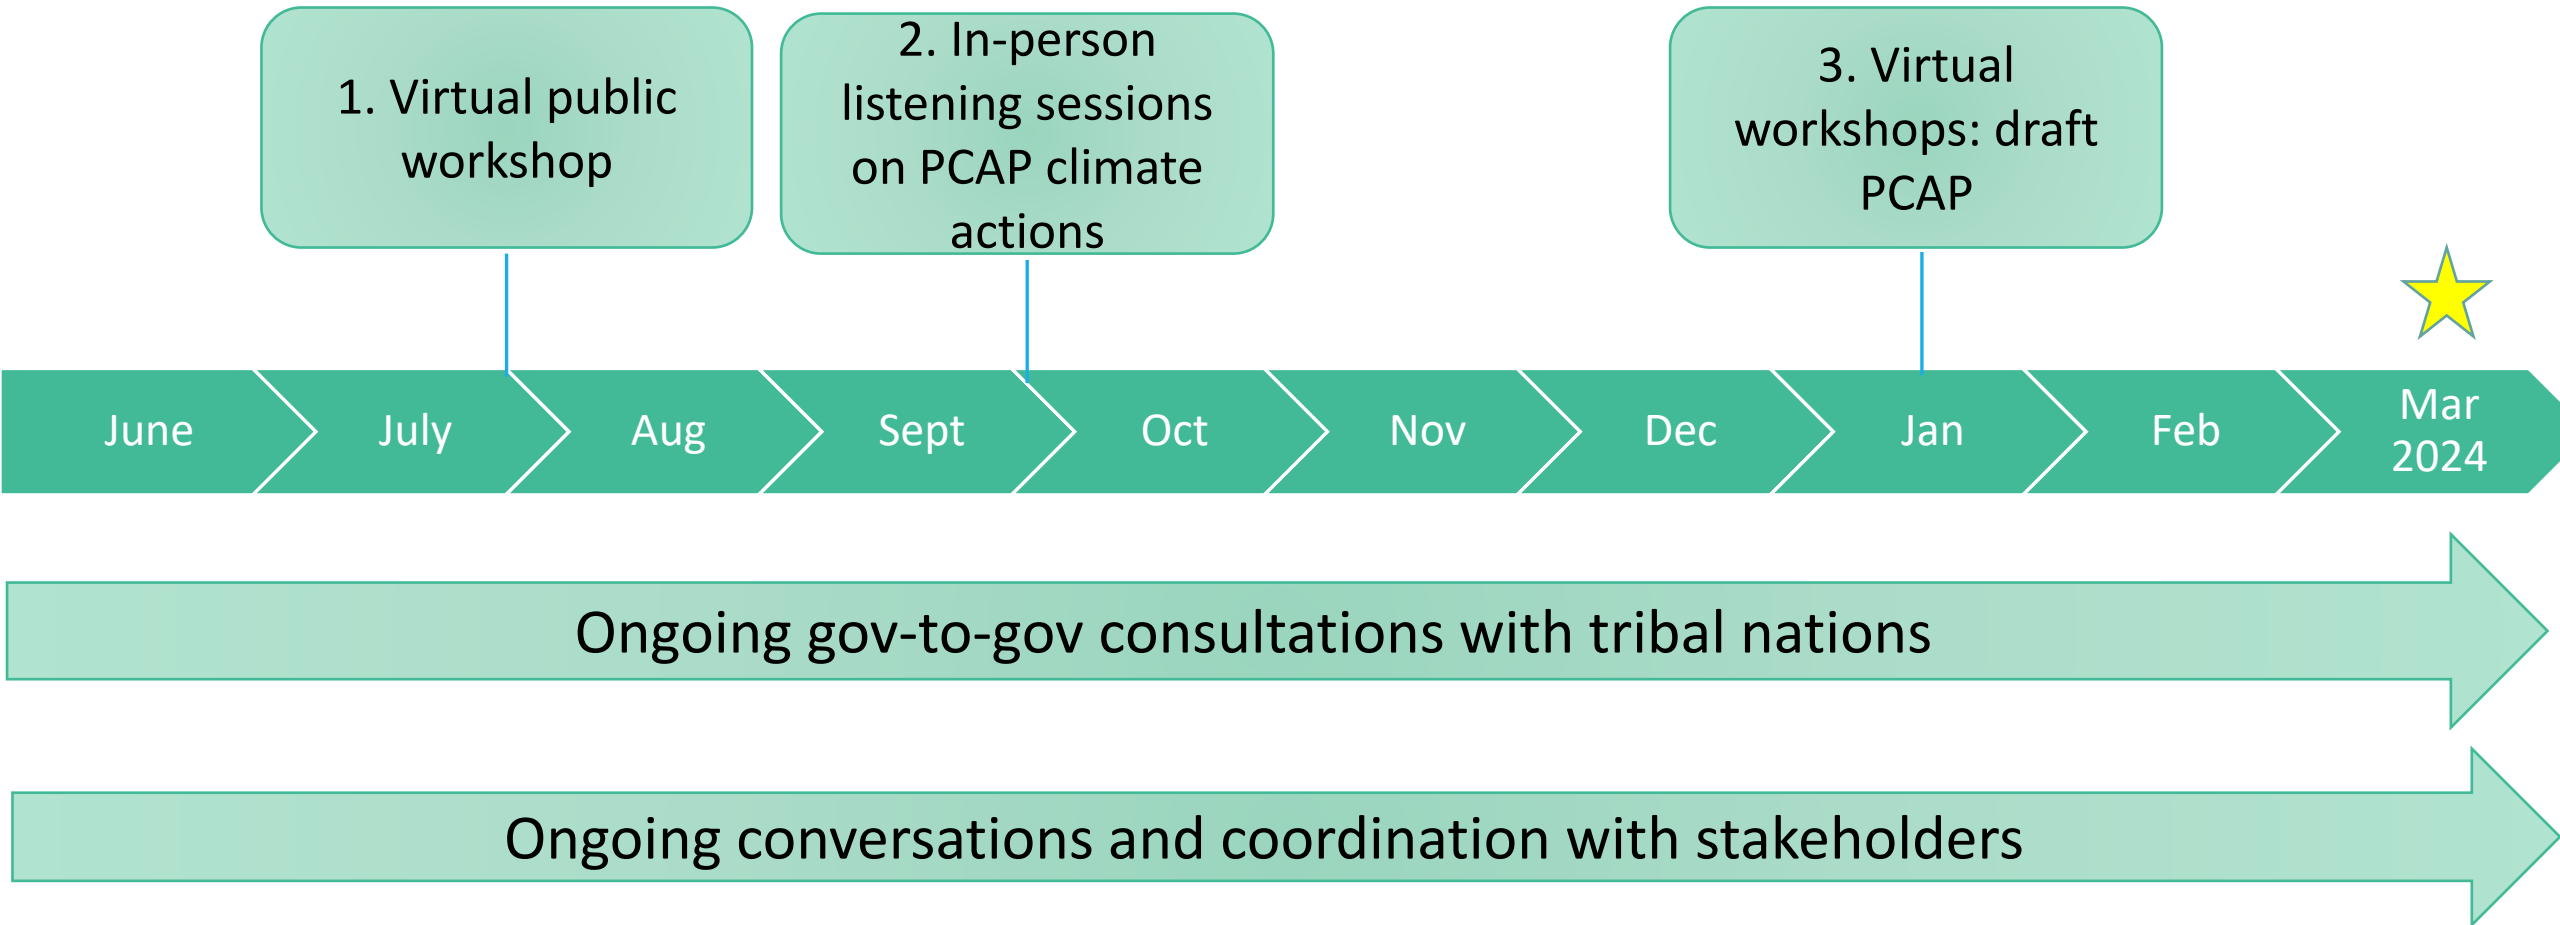 1. Virtual public
workshop
2. In-person
listening sessions
on PCAP climate
actions
3. Virtual
workshops: draft
PCAP
June
July
Aug
Sept
Oct
Nov
Dec
Jan
Feb
Mar
2024
Ongoing gov-to-gov consultations with tribal nations
Ongoing conversations and coordination with stakeholders